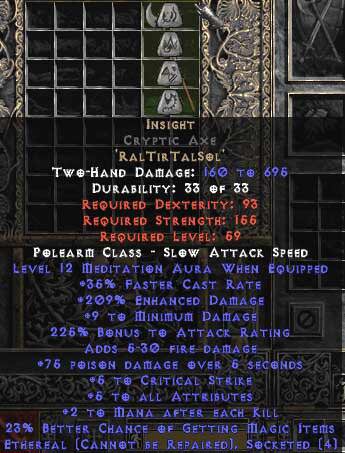 Insight
Cryptic Axe
'RalTirTalSol'
Two-Hand Damage: 160 to 695
Durability: 33 of 33
Required Dexterity: 93
Required Strength: 155
Required Level: 59
Polearm Class - Slow Attack Speed
Level 12 Meditation Aura When Equipped
+35% Faster Cast Rate
+209% Enhanced Damage
+9 to Minimum Damage
225% Bonus to Attack Rating
Adds 5-30 fire damage
+75 poison damage over 5 seconds
+5 to Critical Strike
+5 to all Attributes
+2 to Mana after each Kill
23% Better Chance of Getting Magic Items
Ethereal (Cannot be Repaired), Socketed (4)